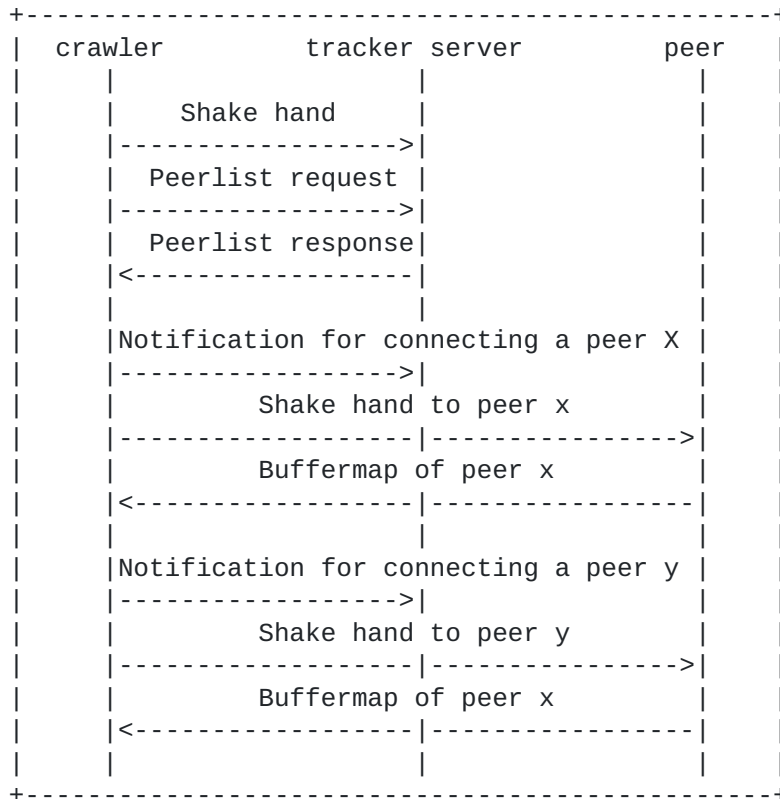 crawler tracker server peer
Shake hand
Peerlist request
Peerlist response
Notification for connecting a peer X
Shake hand to peer x
Buffermap of peer x
Notification for connecting a peer y
Shake hand to peer y
Buffermap of peer x